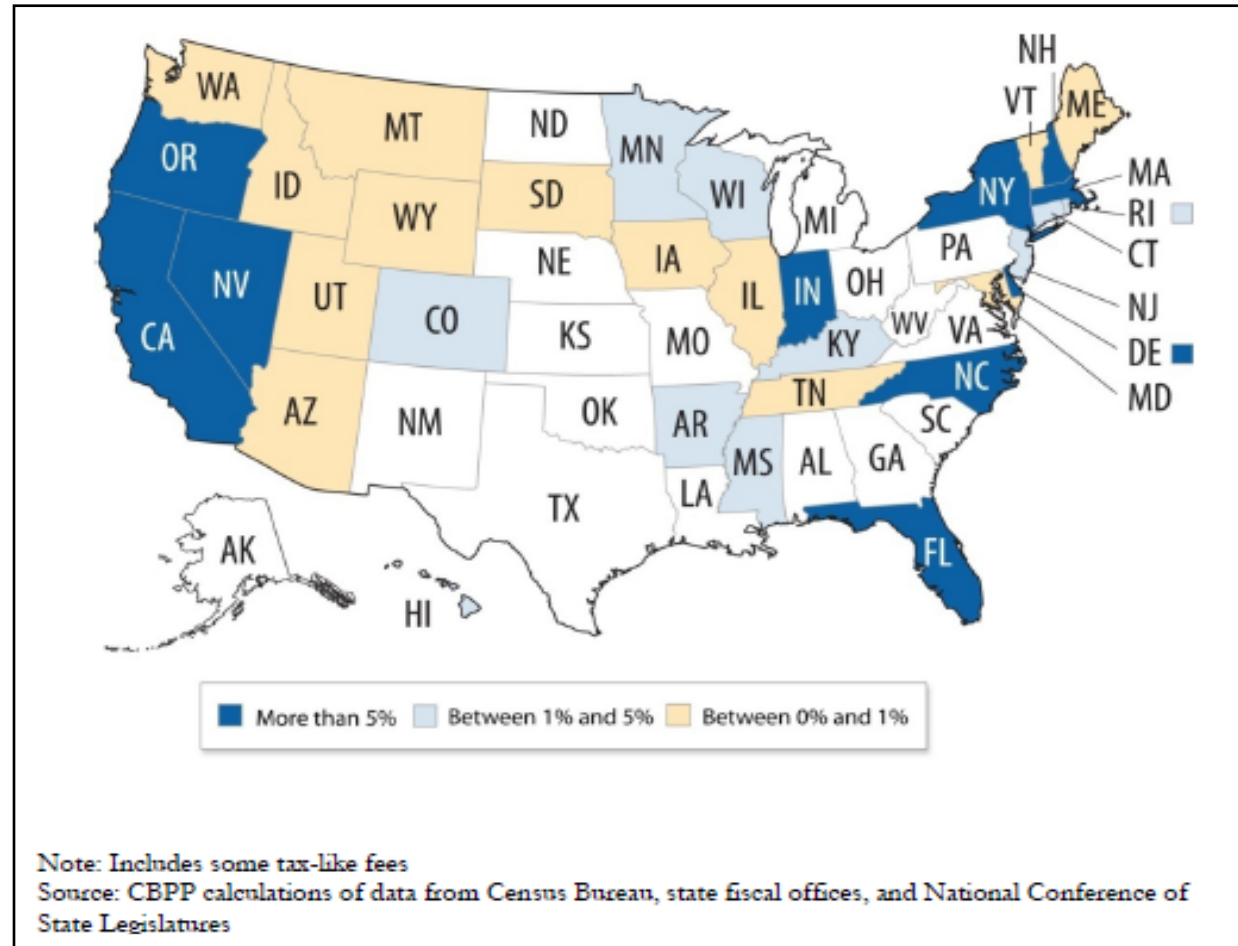 NH
VT
ME
WA
MT
ND
MN
OR
ID
WI
MA
NY
SD
RI
WY
MI
CT
PA
NE
IA
NV
OH
IL
IN
UT
NJ
CO
WV
VA
CA
KS
MO
KY
DE
NC
MD
TN
AZ
OK
NM
AR
SC
MS
AL
GA
LA
TX
AK
FL
HI
More than 5% Between 1% and 5% Between 0% and 1%
Note: Includes some tax-like fees
Source: CBPP calculations of data from Census Bureau, state fiscal offices, and National Conference of
State Legislatures